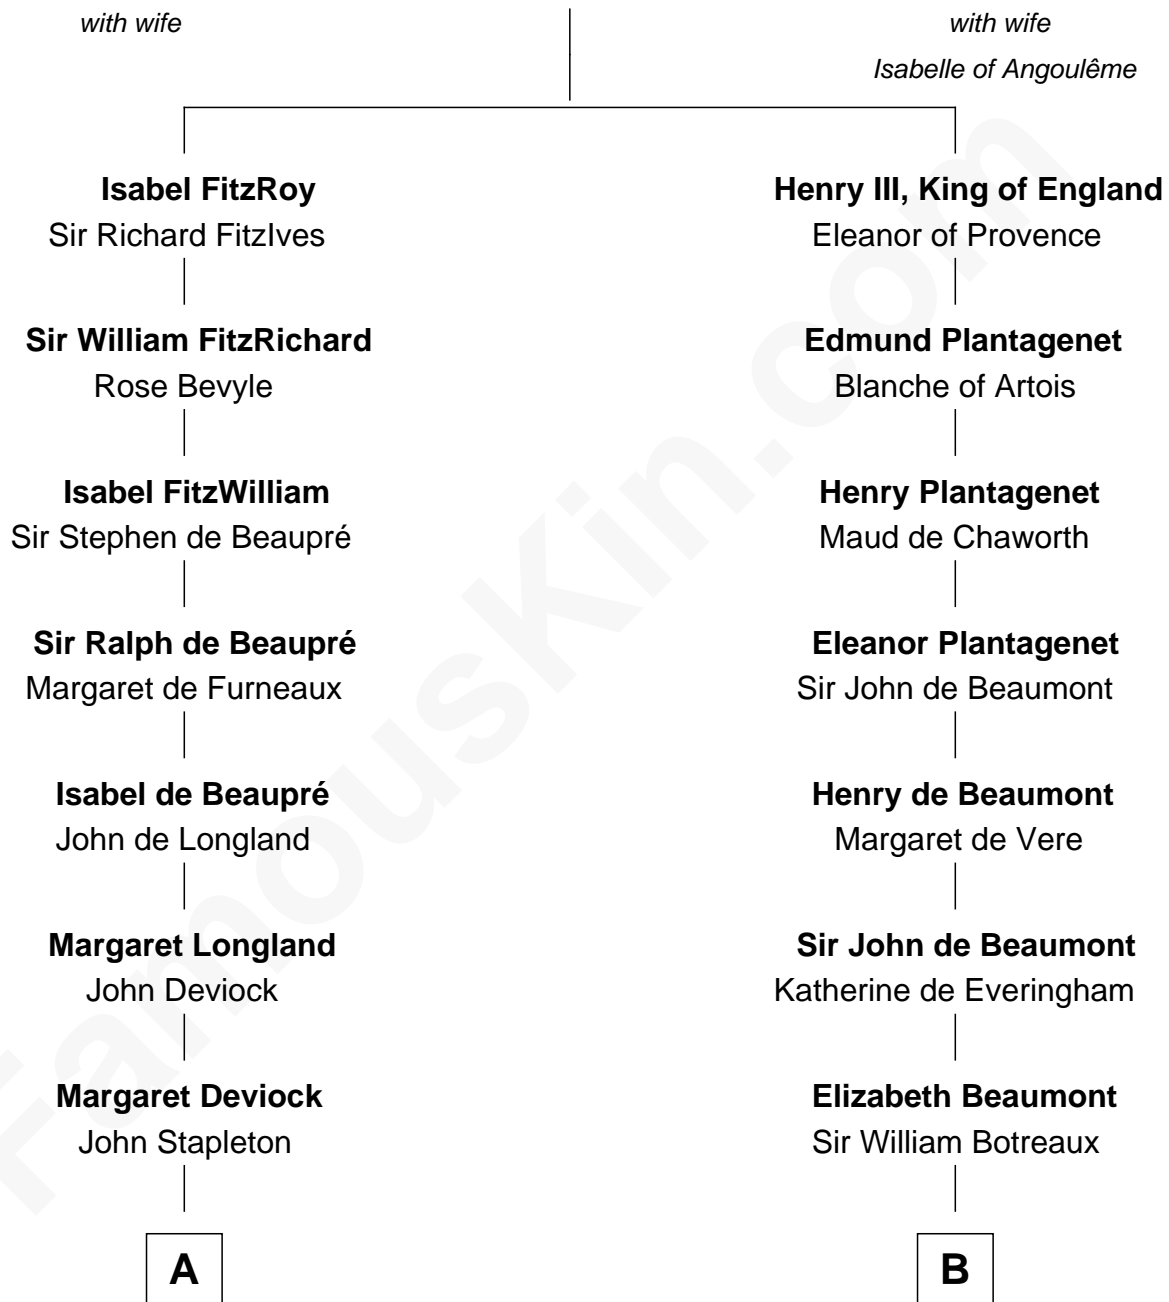 with wife
with wife
Isabelle of Angoulême
Isabel FitzRoy
Sir Richard FitzIves
Henry III, King of England
Eleanor of Provence
Sir William FitzRichard
Rose Bevyle
Edmund Plantagenet
Blanche of Artois
Isabel FitzWilliam
Sir Stephen de Beaupré
Henry Plantagenet
Maud de Chaworth
Sir Ralph de Beaupré
Margaret de Furneaux
Eleanor Plantagenet
Sir John de Beaumont
Isabel de Beaupré
John de Longland
Henry de Beaumont
Margaret de Vere
Margaret Longland
John Deviock
Sir John de Beaumont
Katherine de Everingham
Margaret Deviock
John Stapleton
Elizabeth Beaumont
Sir William Botreaux
A
B
FamousKin.com